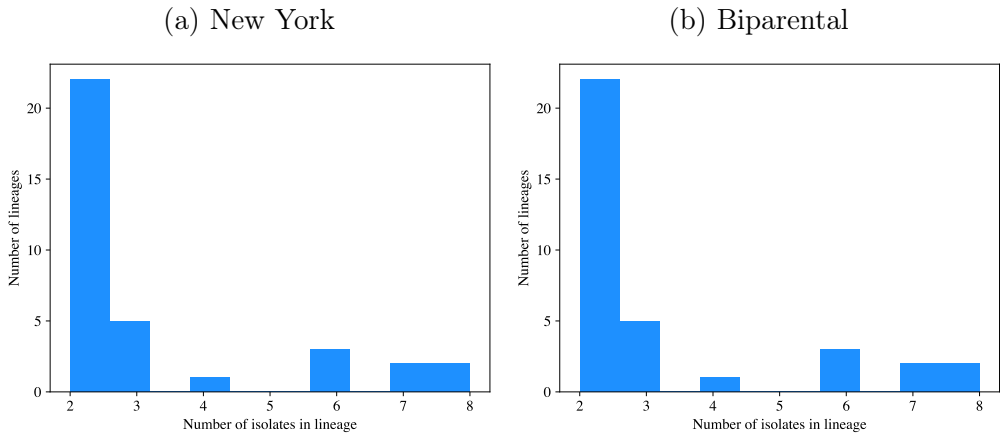 (a) New York
Number of lineages
20
15
10
5
0
2 3 4 5 6 7 8
Number of isolates in lineage
(b) Biparental
Number of lineages
20
15
10
5
0
2 3 4 5 6 7 8
Number of isolates in lineage